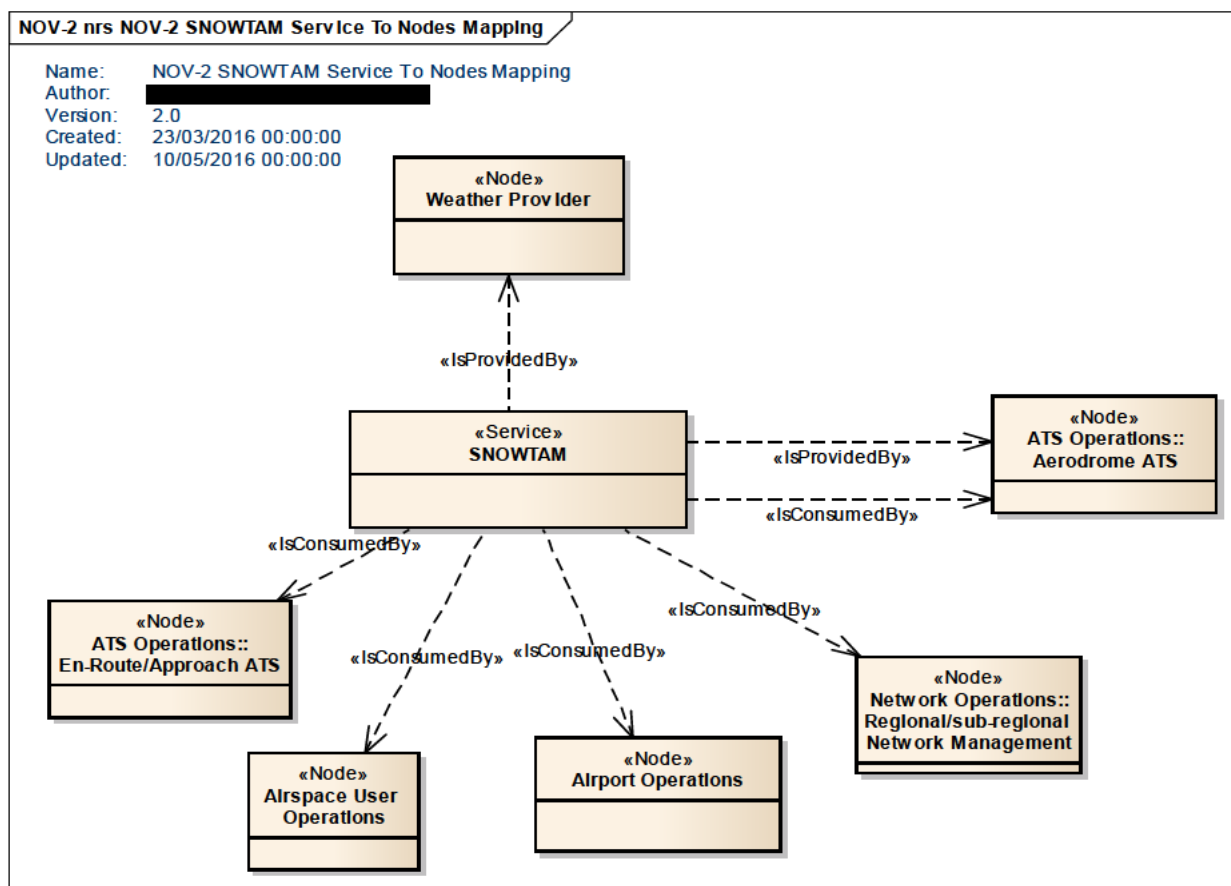 NOV-2 nrs NOV-2 SNOWTAM Service To Nodes Mapping
Name: NOV-2 SNOWTAM Service To Nodes Mapping
Author:
Version: 2.0
Created: 23/03/2016 00:00:00
Updated: 10/05/2016 00:00:00
«Node»
Weather Provider
«IsProvidedBy»
«Service»
SNOWTAM
«IsProvidedBy»
«IsConsumedBy»
«Node»
ATS Operations::
Aerodrome ATS
«IsConsumedBy»
«IsConsumedBy»
«IsConsumedBy»
«IsConsumedBy»
«Node»
ATS Operations::
En-Route/Approach ATS
«Node»
Airspace User
Operations
«Node»
Airport Operations
«Node»
Network Operations::
Regional/sub-regional
Network Management